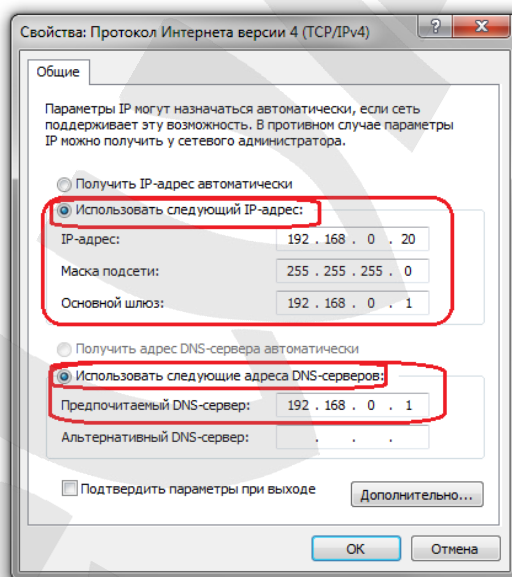 Свойства: Протокол Интернета версии 4 (TCP/IPv4)
?
Общие
Параметры IP могут назначаться автоматически, если сеть
поддерживает эту возможность. В противном случае параметры
IP можно получить у сетевого администратора.
Получить IP-адрес автоматически
Использовать следующий IP-адрес:
IP-адрес: 192 . 168 . 0 . 20
Маска подсети: 255 . 255 . 255 . 0
Основной шлюз: 192 . 168 . 0 . 1
Получить адрес DNS-сервера автоматически
Использовать следующие адреса DNS-серверов:
Предпочитаемый DNS-сервер: 192 . 168 . 0 . 1
Альтернативный DNS-сервер: . . .
Подтвердить параметры при выходе
Дополнительно...
ОК Отмена